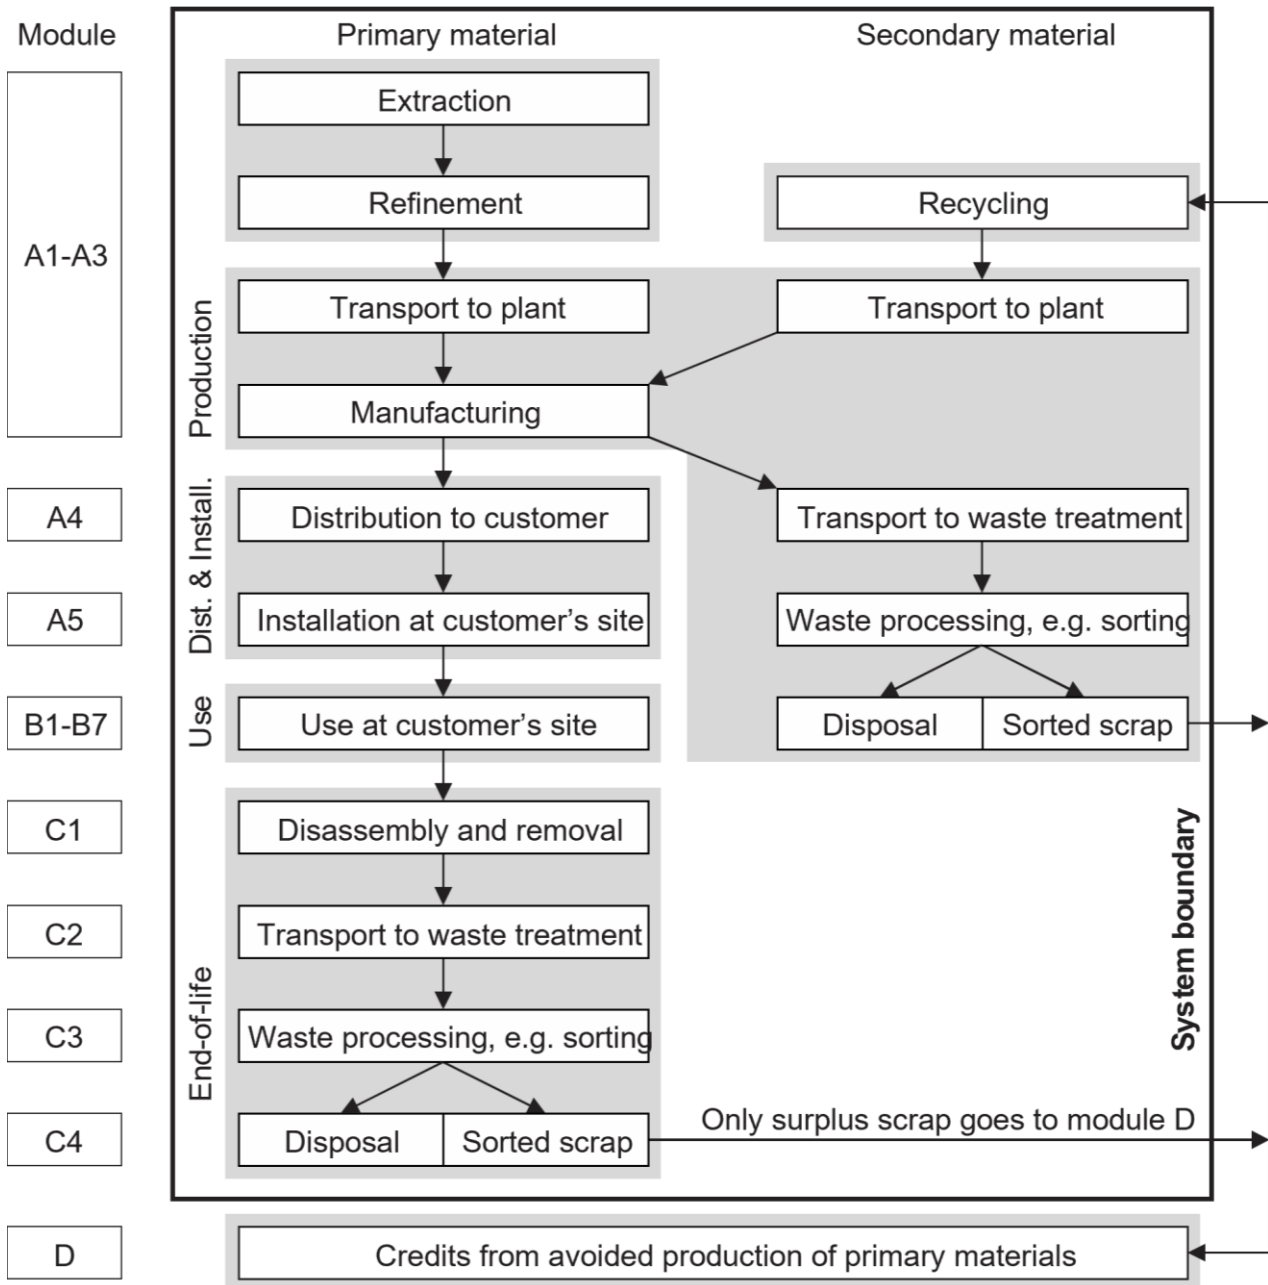 Module
Primary material
Secondary material
Extraction
Refinement
Recycling
A1-A3
Transport to plant
Transport to plant
Production
Manufacturing
A4
Distribution to customer
Transport to waste treatment
Dist. & Install.
A5
Installation at customer’s site
Waste processing, e.g. sorting
B1-B7
Use
Use at customer’s site
Disposal
Sorted scrap
C1
Disassembly and removal
System boundary
C2
Transport to waste treatment
End-of-life
C3
Waste processing, e.g. sorting
C4
Disposal
Sorted scrap
Only surplus scrap goes to module D
D
Credits from avoided production of primary materials